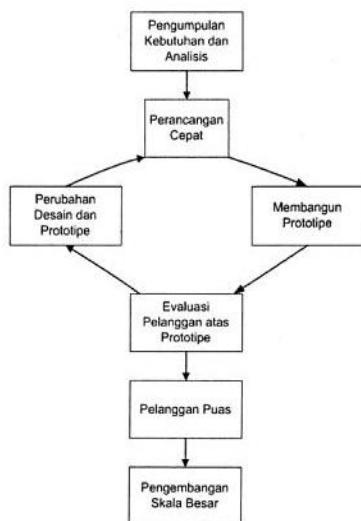 Pengumpulan
Kebutuhan dan
Analisis
Perancangan
Cepat
Perubahan
Desain dan
Prototipe
Membangun
Prototipe
Evaluasi
Pelanggan atas
Prototipe
Pelanggan Puas
Pengembangan
Skala Besar